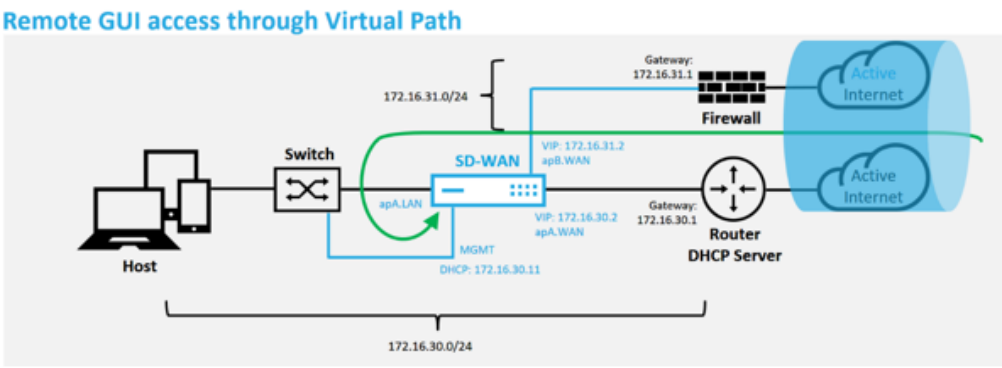 Remote GUI access through Virtual Path
Gateway:
172.16.31.1
Active
Internet
172.16.31.0/24
Firewall
Switch
SD-WAN
VIP: 172.16.31.2
apB.WAN
apA.LAN
VIP: 172.16.30.2
apA.WAN
Gateway:
172.16.30.1
Active
Internet
Router
DHCP Server
MGMT
DHCP: 172.16.30.11
Host
172.16.30.0/24